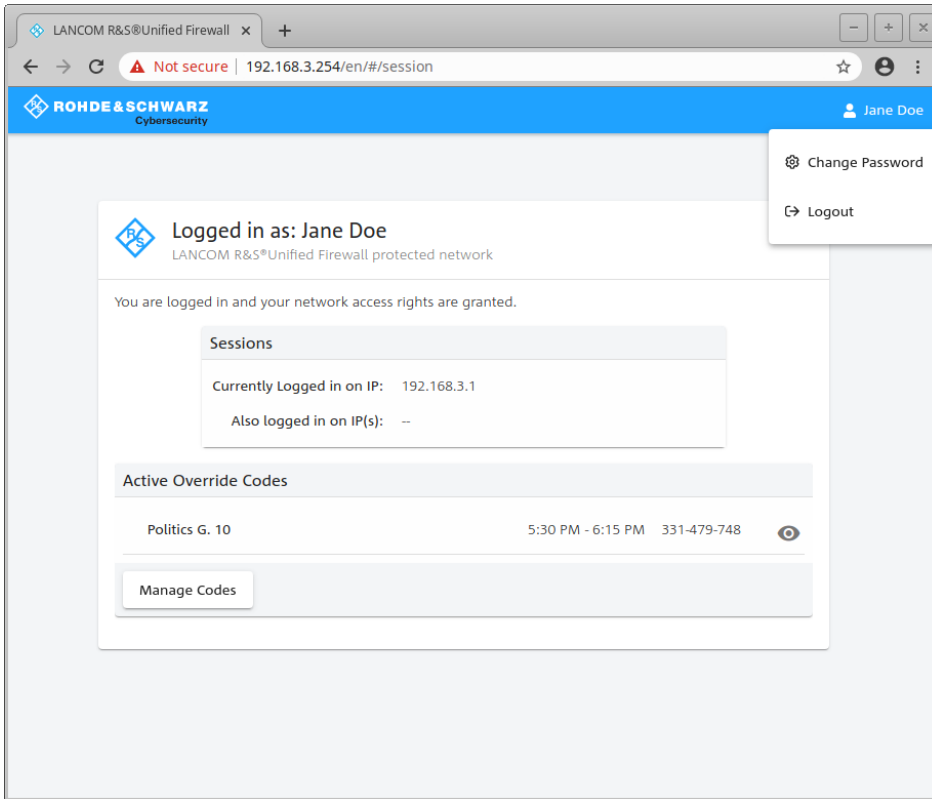 LANCOM R&S®Unified Firewall
Not secure | 192.168.3.254/en/#/session
ROHDE&SCHWARZ
Cybersecurity
Jane Doe
Change Password
Logout
R S
Logged in as: Jane Doe
LANCOM R&S®Unified Firewall protected network
You are logged in and your network access rights are granted.
Sessions
Currently Logged in on IP: 192.168.3.1
Also logged in on IP(s): --
Active Override Codes
Politics G. 10 5:30 PM - 6:15 PM 331-479-748
Manage Codes